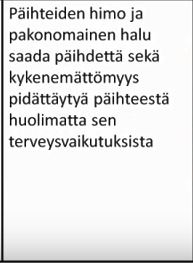 Päihteiden himo ja
pakonomainen halu
saada päihdettä sekä
kykenemättömyys
pidättäytyä päihteestä
huolimatta sen
terveysvaikutuksista